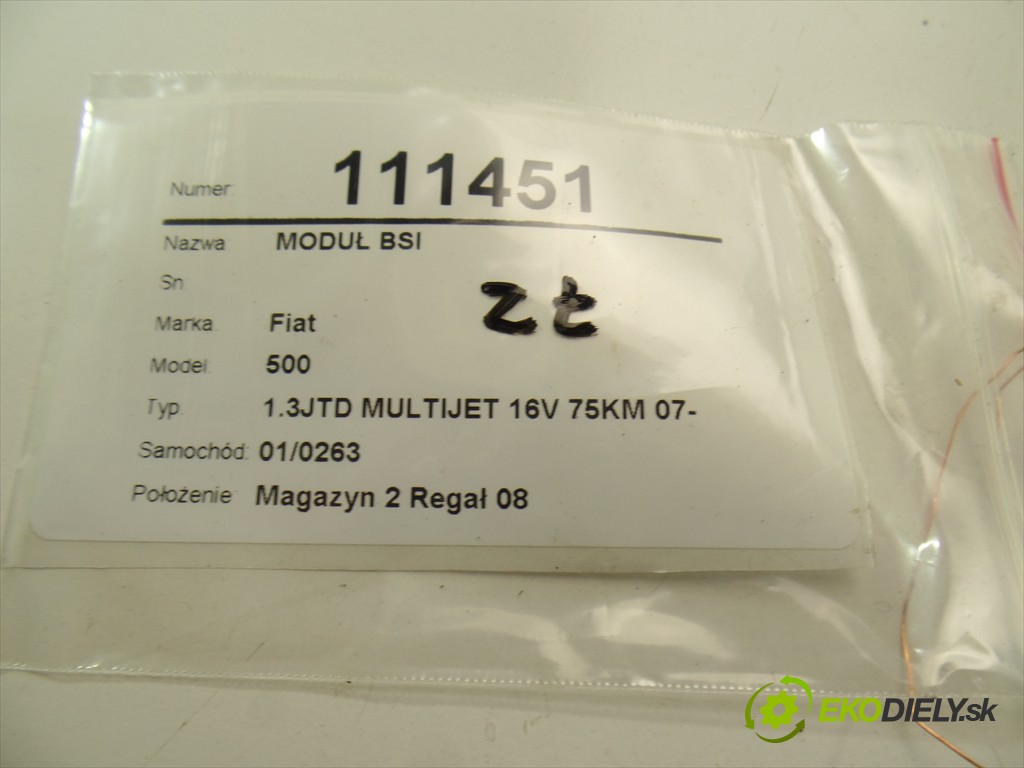 Numer: 111451
Nazwa: MODUŁ BSI
Sn
Marka: Fiat
Model: 500
Typ: 1.3JTD MULTIJET 16V 75KM 07-
Samochód: 01/0263
Położenie: Magazyn 2 Regał 08
ZŁ
EKODIELY.sk